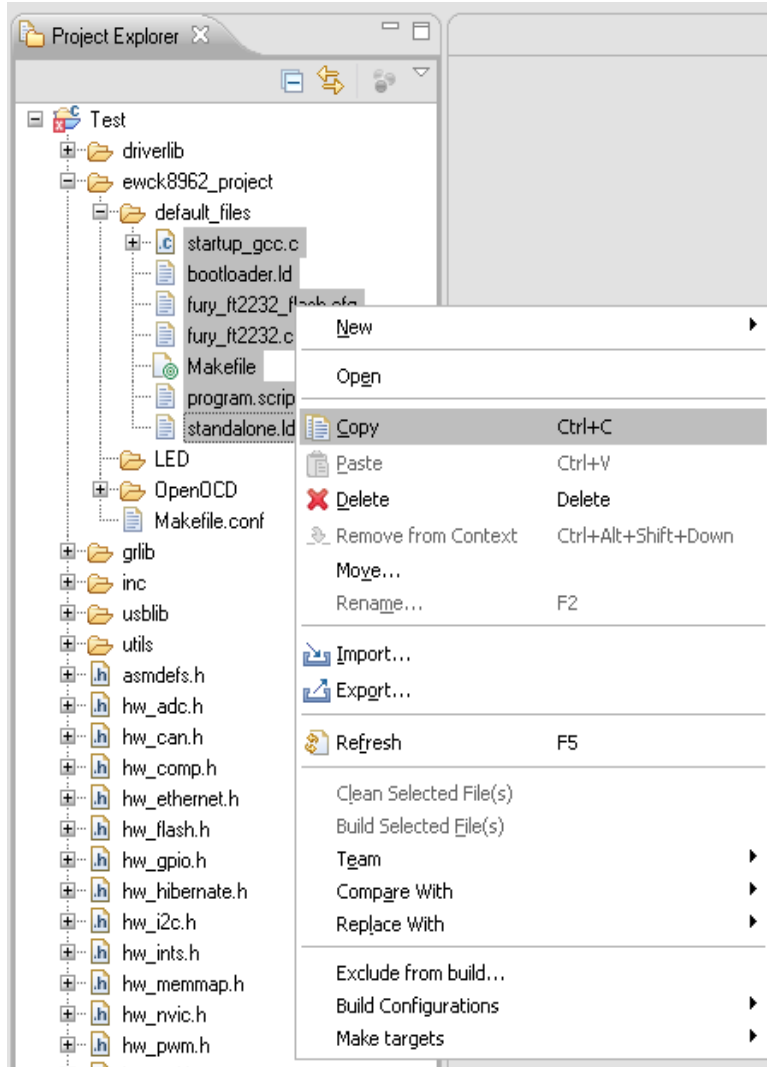 Project Explorer
Test
driverlib
ewck8962_project
default_files
startup_gcc.c
bootloader.ld
fury_ft2232_flash.cfg
fury_ft2232.c
Makefile
program.scrip
standalone.ld
LED
OpenOCD
Makefile.conf
grlib
inc
usblib
utils
asmdefs.h
hw_adc.h
hw_can.h
hw_comp.h
hw_ethernet.h
hw_flash.h
hw_gpio.h
hw_hibernate.h
hw_i2c.h
hw_ints.h
hw_memmap.h
hw_nvic.h
hw_pwm.h
New
Open
Copy Ctrl+C
Paste Ctrl+V
Delete Delete
Remove from Context Ctrl+Alt+Shift+Down
Move...
Rename... F2
Import...
Export...
Refresh F5
Clean Selected File(s)
Build Selected File(s)
Team
Compare With
Replace With
Exclude from build...
Build Configurations
Make targets